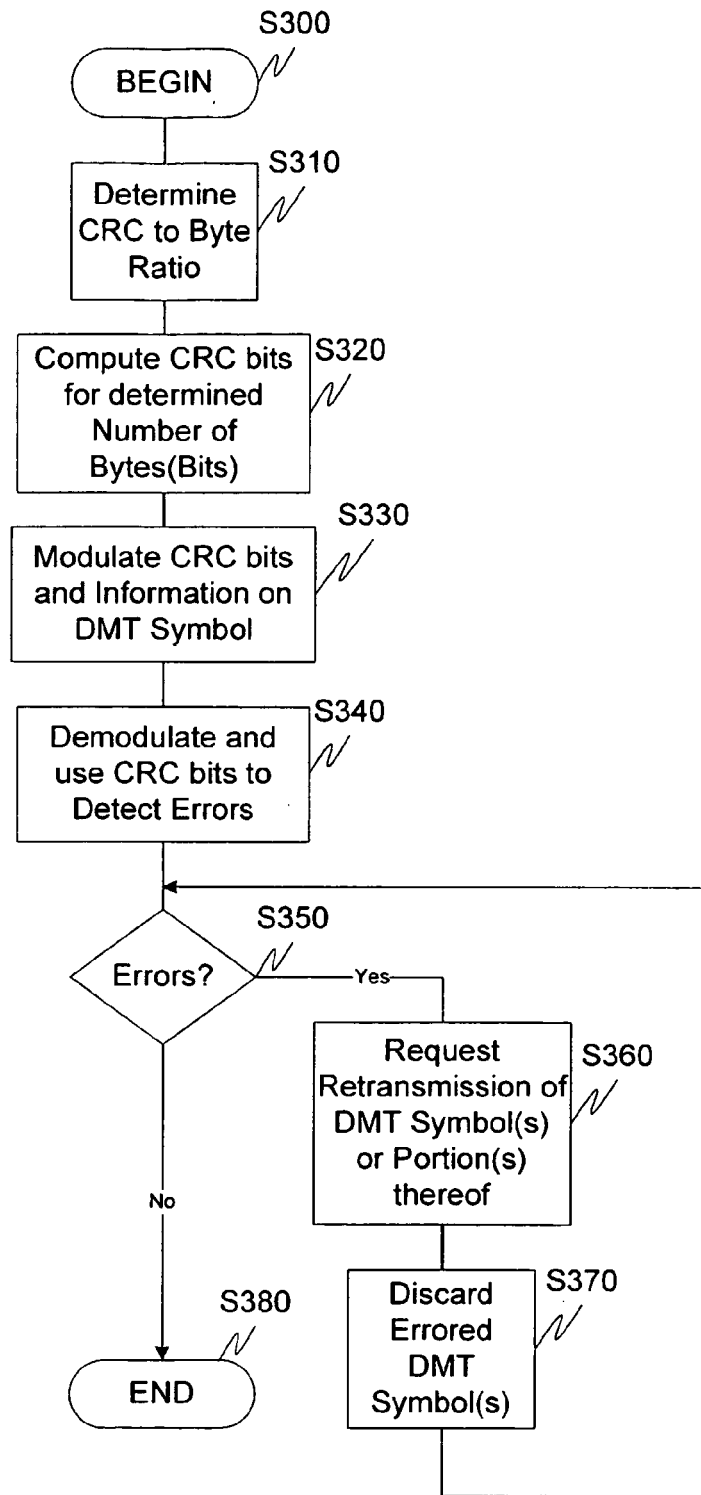 S300
BEGIN
S310
Determine
CRC to Byte
Ratio
S320
Compute CRC bits
for determined
Number of
Bytes(Bits)
S330
Modulate CRC bits
and Information on
DMT Symbol
S340
Demodulate and
use CRC bits to
Detect Errors
S350
Errors?
Yes
S360
Request
Retransmission of
DMT Symbol(s)
or Portion(s)
thereof
No
S370
Discard
Errored
DMT
Symbol(s)
S380
END